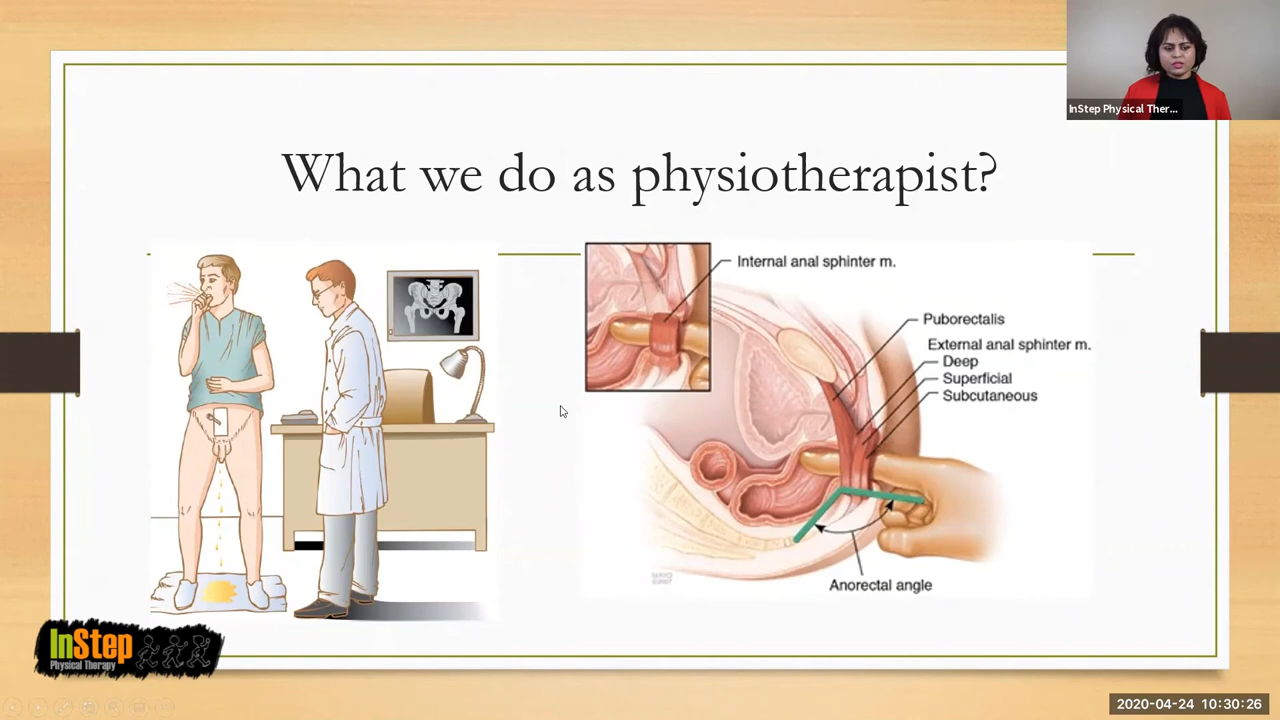 InStep Physical Ther...
What we do as physiotherapist?
Internal anal sphinter m.
Puborectalis
External anal sphinter m.
Deep
Superficial
Subcutaneous
Anorectal angle
InStep
Physical Therapy
2020-04-24 10:30:26